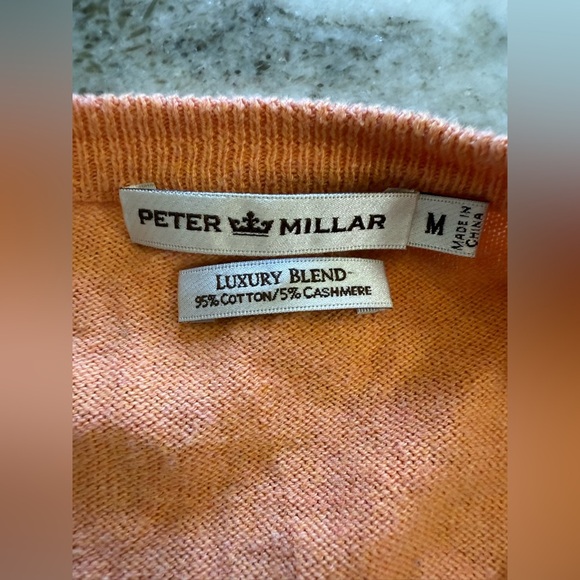 PETER MILLAR
M
MADE IN
CHINA
LUXURY BLEND
95% COTTON/5% CASHMERE